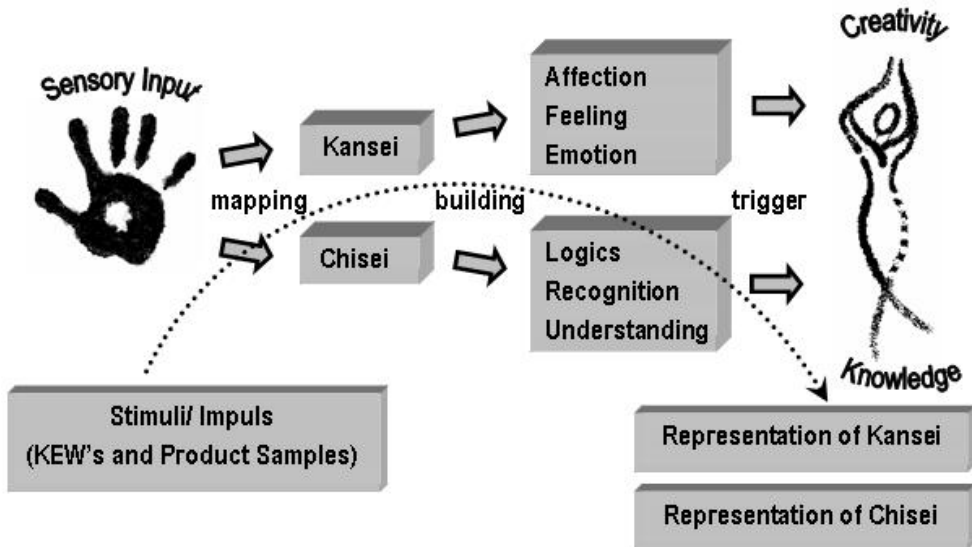 Sensory Input
mapping
Kansei
Chisei
building
Affection
Feeling
Emotion
Logics
Recognition
Understanding
trigger
Creativity
Knowledge
Stimuli/ Impuls
(KEW's and Product Samples)
Representation of Kansei
Representation of Chisei